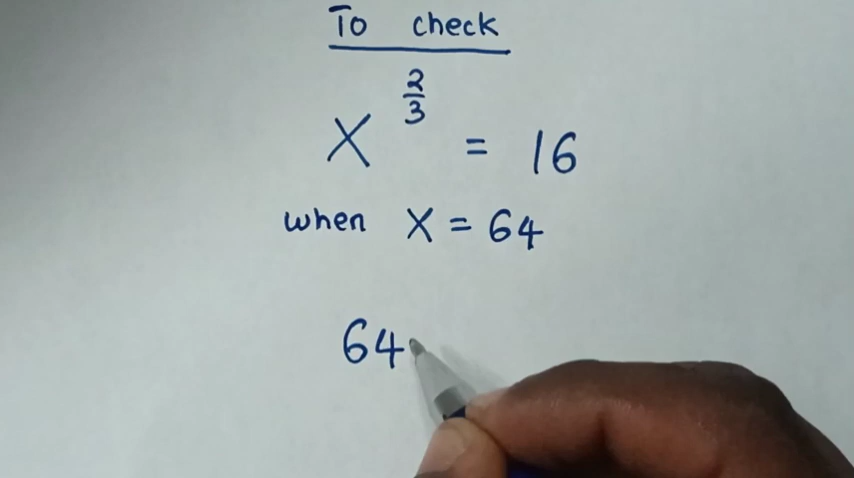 To check
X^{2/3} = 16
when X = 64
64